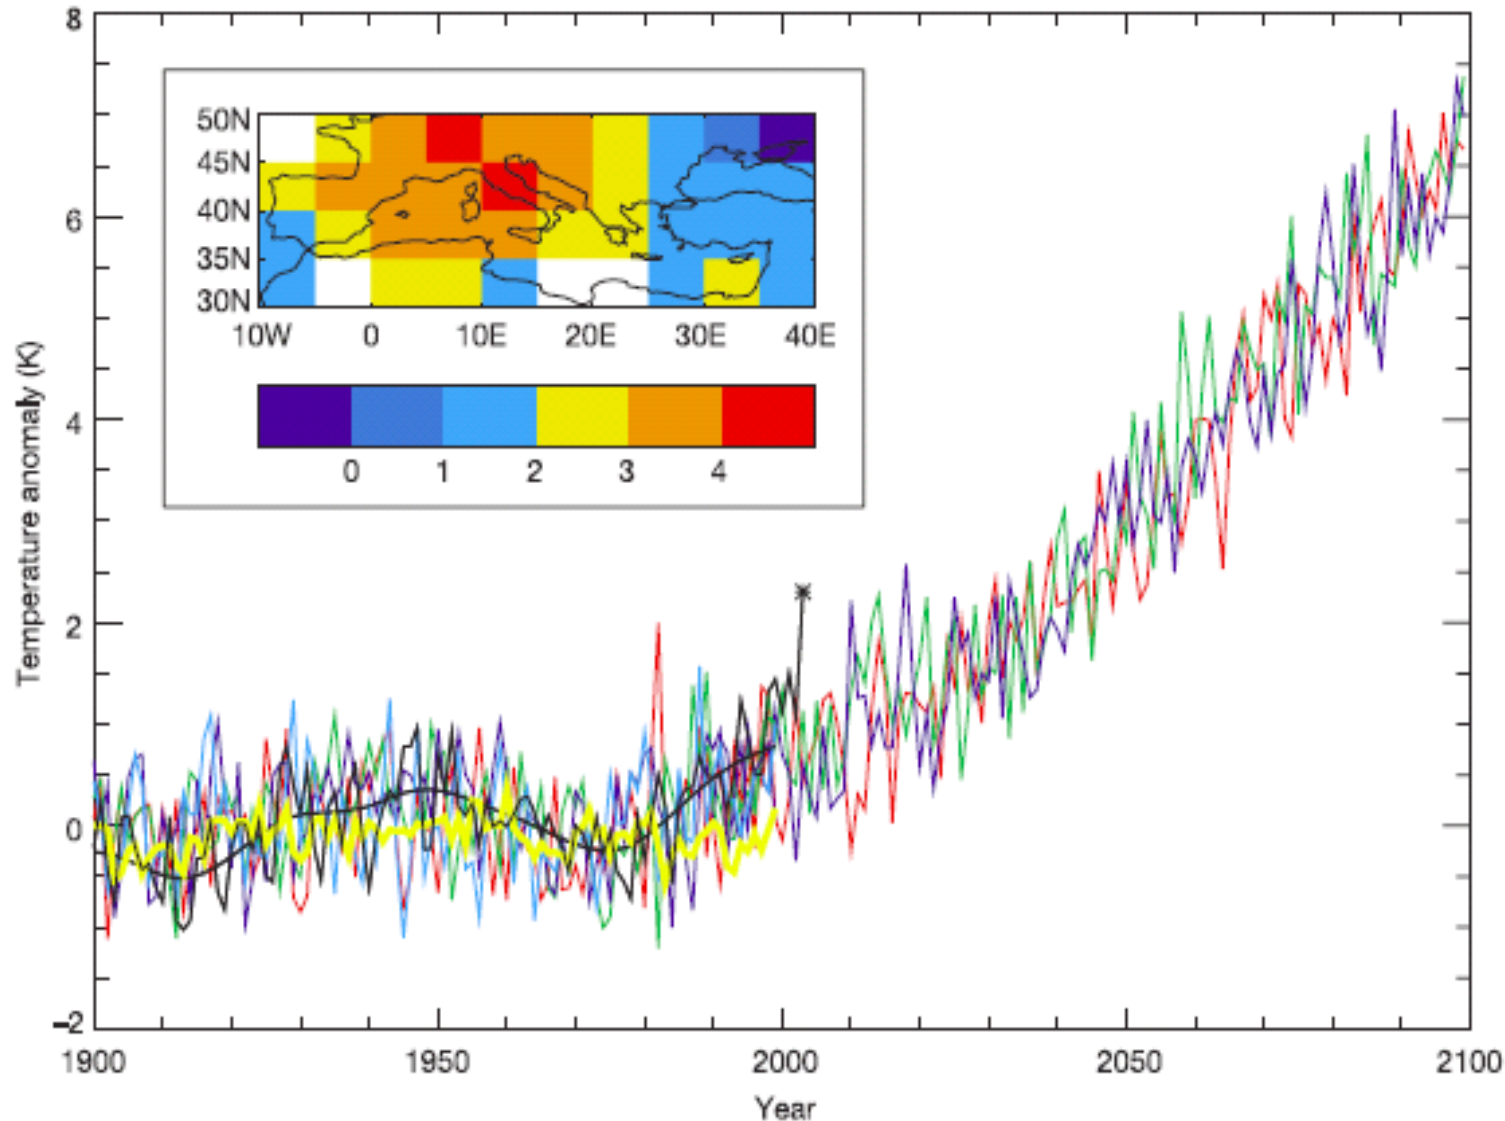 8
6
4
2
0
−2
Temperature anomaly (K)
50N
45N
40N
35N
30N
10W 0 10E 20E 30E 40E
0 1 2 3 4
1900 1950 2000 2050 2100
Year